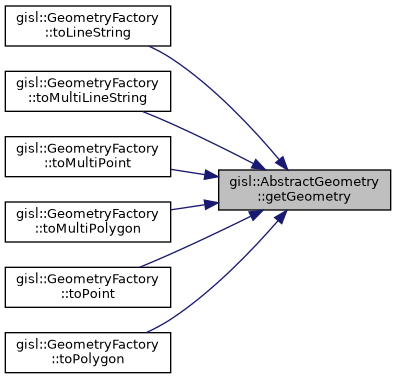 gisl::GeometryFactory
::toLineString
gisl::GeometryFactory
::toMultiLineString
gisl::GeometryFactory
::toMultiPoint
gisl::AbstractGeometry
::getGeometry
gisl::GeometryFactory
::toMultiPolygon
gisl::GeometryFactory
::toPoint
gisl::GeometryFactory
::toPolygon